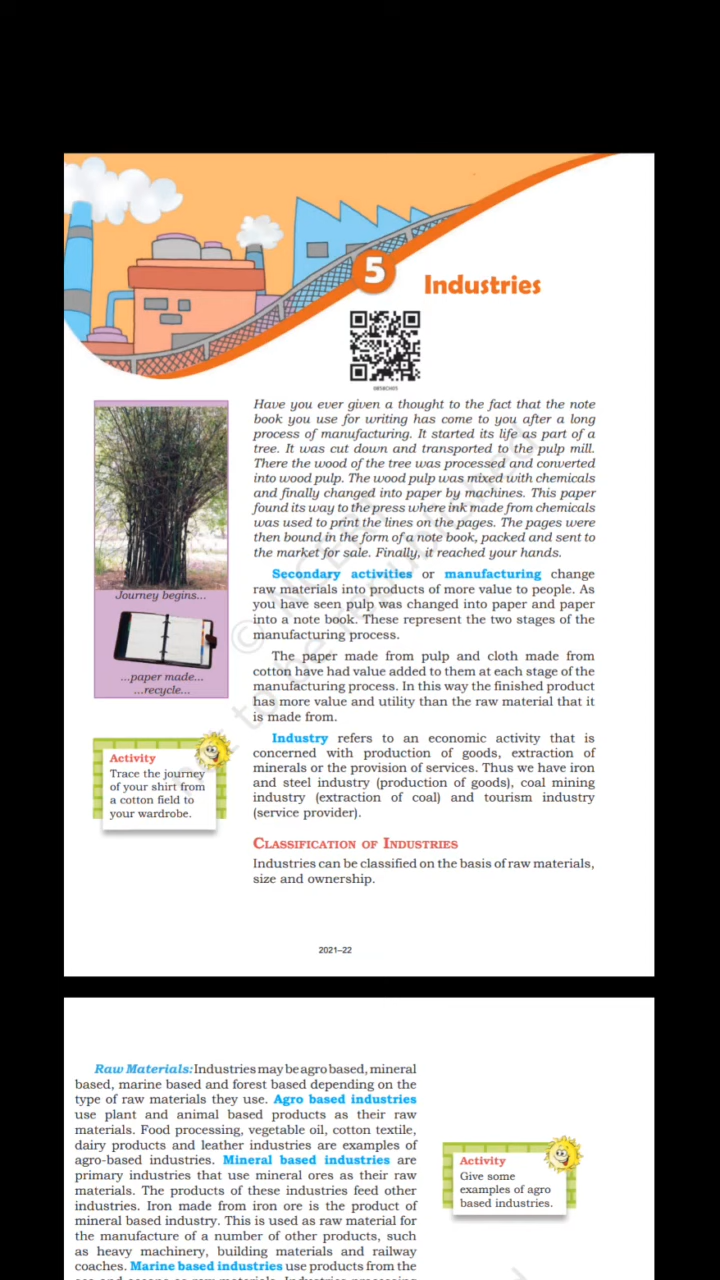 5
Industries
0858CH05
Have you ever given a thought to the fact that the note
book you use for writing has come to you after a long
process of manufacturing. It started its life as part of a
tree. It was cut down and transported to the pulp mill.
There the wood of the tree was processed and converted
into wood pulp. The wood pulp was mixed with chemicals
and finally changed into paper by machines. This paper
found its way to the press where ink made from chemicals
was used to print the lines on the pages. The pages were
then bound in the form of a note book, packed and sent to
the market for sale. Finally, it reached your hands.
Journey begins...
...paper made...
...recycle...
Secondary activities or manufacturing change
raw materials into products of more value to people. As
you have seen pulp was changed into paper and paper
into a note book. These represent the two stages of the
manufacturing process.
The paper made from pulp and cloth made from
cotton have had value added to them at each stage of the
manufacturing process. In this way the finished product
has more value and utility than the raw material that it
is made from.
Activity
Trace the journey
of your shirt from
a cotton field to
your wardrobe.
Industry refers to an economic activity that is
concerned with production of goods, extraction of
minerals or the provision of services. Thus we have iron
and steel industry (production of goods), coal mining
industry (extraction of coal) and tourism industry
(service provider).
CLASSIFICATION OF INDUSTRIES
Industries can be classified on the basis of raw materials,
size and ownership.
2021–22
Raw Materials: Industries may be agro based, mineral
based, marine based and forest based depending on the
type of raw materials they use. Agro based industries
use plant and animal based products as their raw
materials. Food processing, vegetable oil, cotton textile,
dairy products and leather industries are examples of
agro-based industries. Mineral based industries are
primary industries that use mineral ores as their raw
materials. The products of these industries feed other
industries. Iron made from iron ore is the product of
mineral based industry. This is used as raw material for
the manufacture of a number of other products, such
as heavy machinery, building materials and railway
coaches. Marine based industries use products from the
Activity
Give some
examples of agro
based industries.